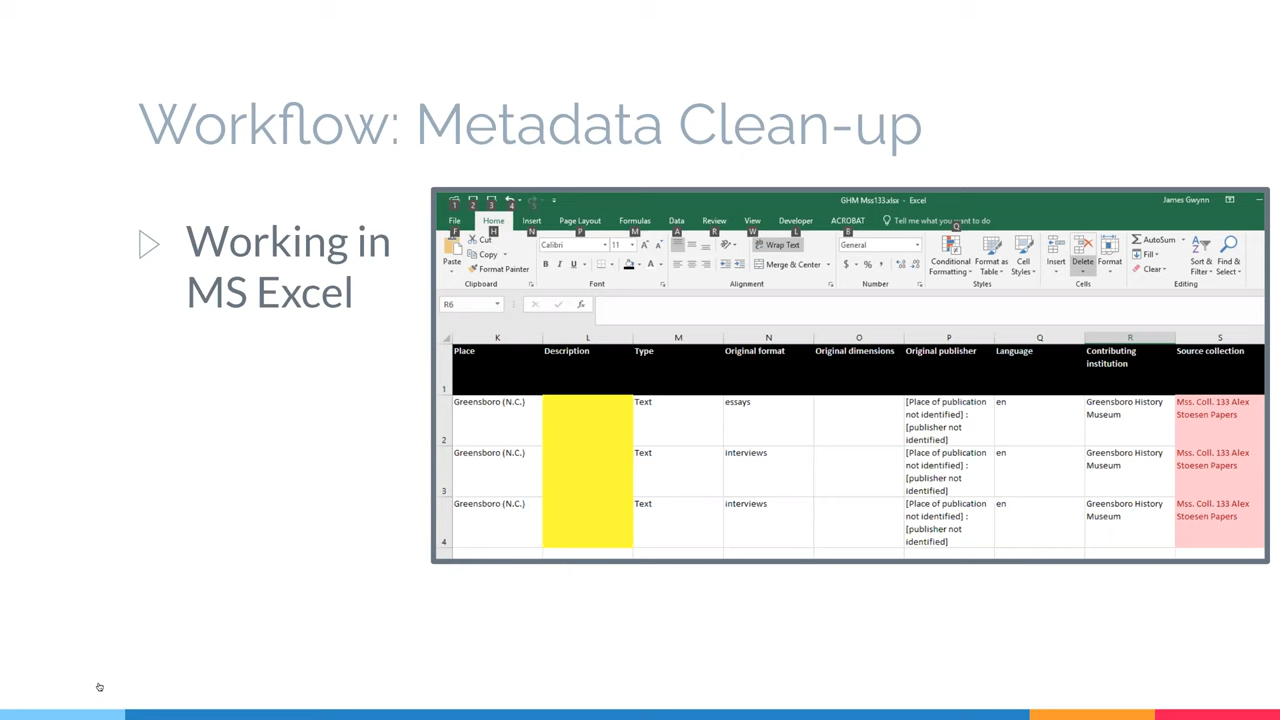 Workflow: Metadata Clean-up
Working in
MS Excel
1 2 3 4 5
GHM Mss133.xlsx - Excel
James Gwynn
File Home Insert Page Layout Formulas Data Review View Developer ACROBAT Tell me what you want to do
F H N P M A R W L B Q
Paste
Cut
Copy
Format Painter
Clipboard
Calibri 11
B I U
Font
Wrap Text
Merge & Center
Alignment
General
$ % ,
Number
Conditional
Formatting
Format as
Table
Cell
Styles
Styles
Insert
Delete
Format
Cells
AutoSum
Fill
Clear
Sort &
Filter
Find &
Select
Editing
R6
fx
K L M N O P Q R S
1
Place
Description
Type
Original format
Original dimensions
Original publisher
Language
Contributing
institution
Source collection
2
Greensboro (N.C.)
Text
essays
[Place of publication
not identified] :
[publisher not
identified]
en
Greensboro History
Museum
Mss. Coll. 133 Alex
Stoesen Papers
3
Greensboro (N.C.)
Text
interviews
[Place of publication
not identified] :
[publisher not
identified]
en
Greensboro History
Museum
Mss. Coll. 133 Alex
Stoesen Papers
4
Greensboro (N.C.)
Text
interviews
[Place of publication
not identified] :
[publisher not
identified]
en
Greensboro History
Museum
Mss. Coll. 133 Alex
Stoesen Papers